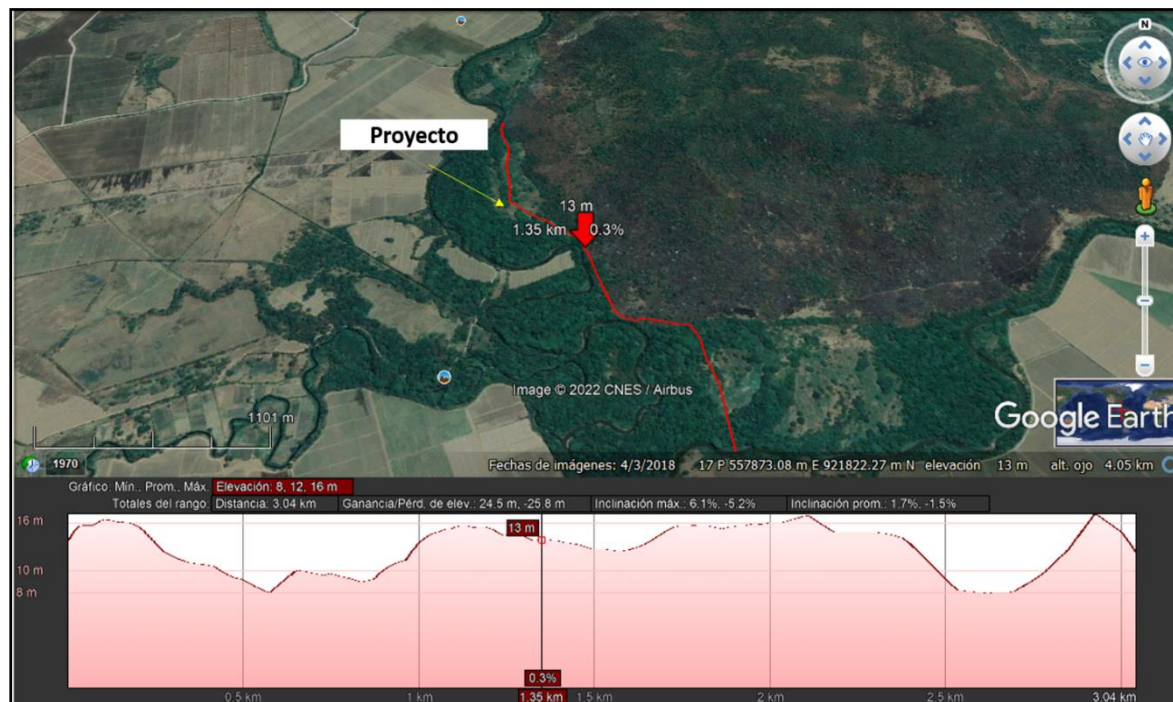 N
Proyecto
13 m
1.35 km 0.3%
Image © 2022 CNES / Airbus
Google Earth
1101 m
1970
Fechas de imágenes: 4/3/2018 17 P 557873.08 m E 921822.27 m N elevación 13 m alt. ojo 4.05 km
Gráfico: Mín., Prom., Máx. Elevación: 8, 12, 16 m
Totales del rango: Distancia: 3.04 km Ganancia/Pérd. de elev.: 24.5 m, -25.8 m Inclinación máx.: 6.1%, -5.2% Inclinación prom.: 1.7%, -1.5%
16 m
13 m
10 m
8 m
0.3%
0.5 km 1 km 1.35 km 1.5 km 2 km 2.5 km 3.04 km